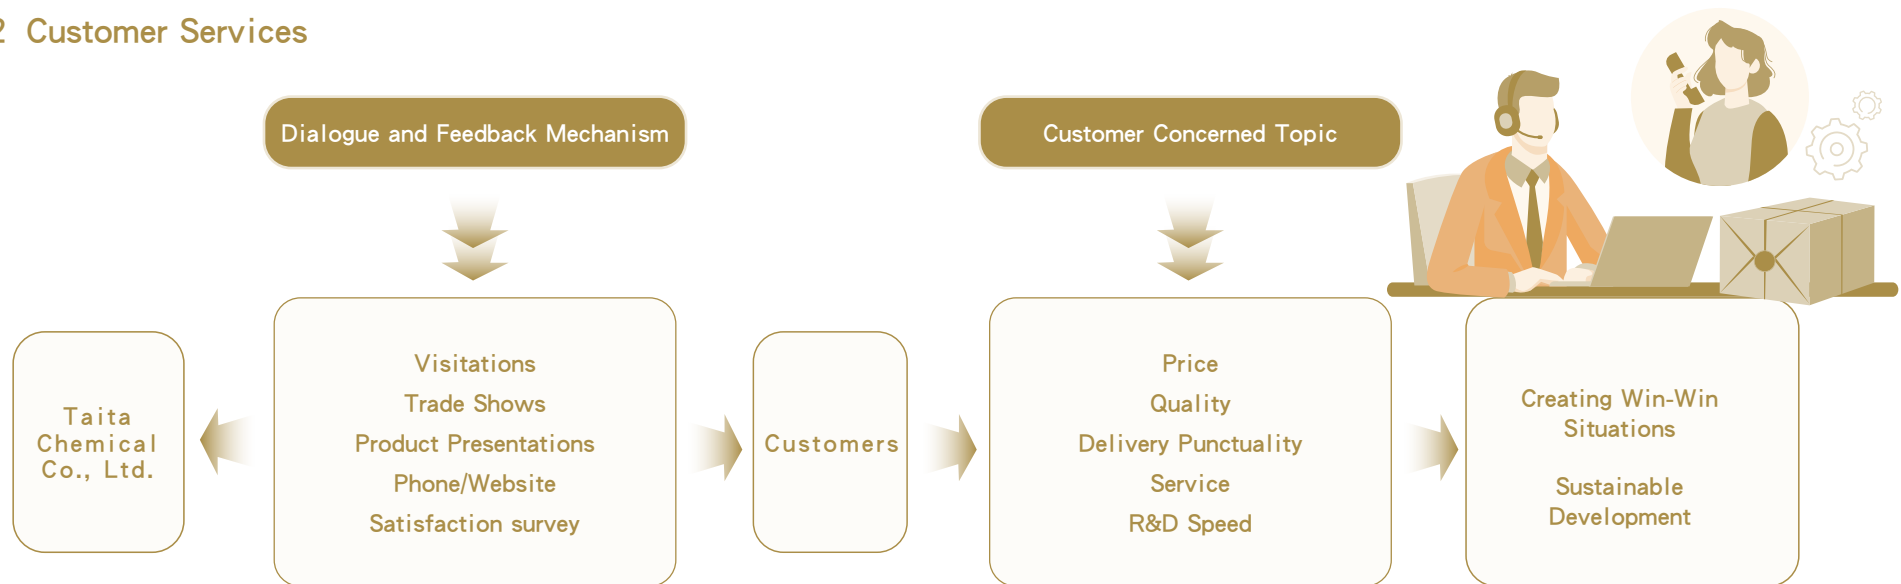 2 Customer Services
Dialogue and Feedback Mechanism
Customer Concerned Topic
Taita
Chemical
Co., Ltd.
Visitations
Trade Shows
Product Presentations
Phone/Website
Satisfaction survey
Customers
Price
Quality
Delivery Punctuality
Service
R&D Speed
Creating Win-Win
Situations
Sustainable
Development